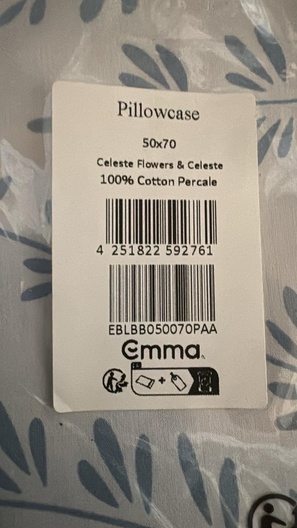 Pillowcase
50x70
Celeste Flowers & Celeste
100% Cotton Percale
4 251822 592761
EBLBB050070PAA
Emma
+